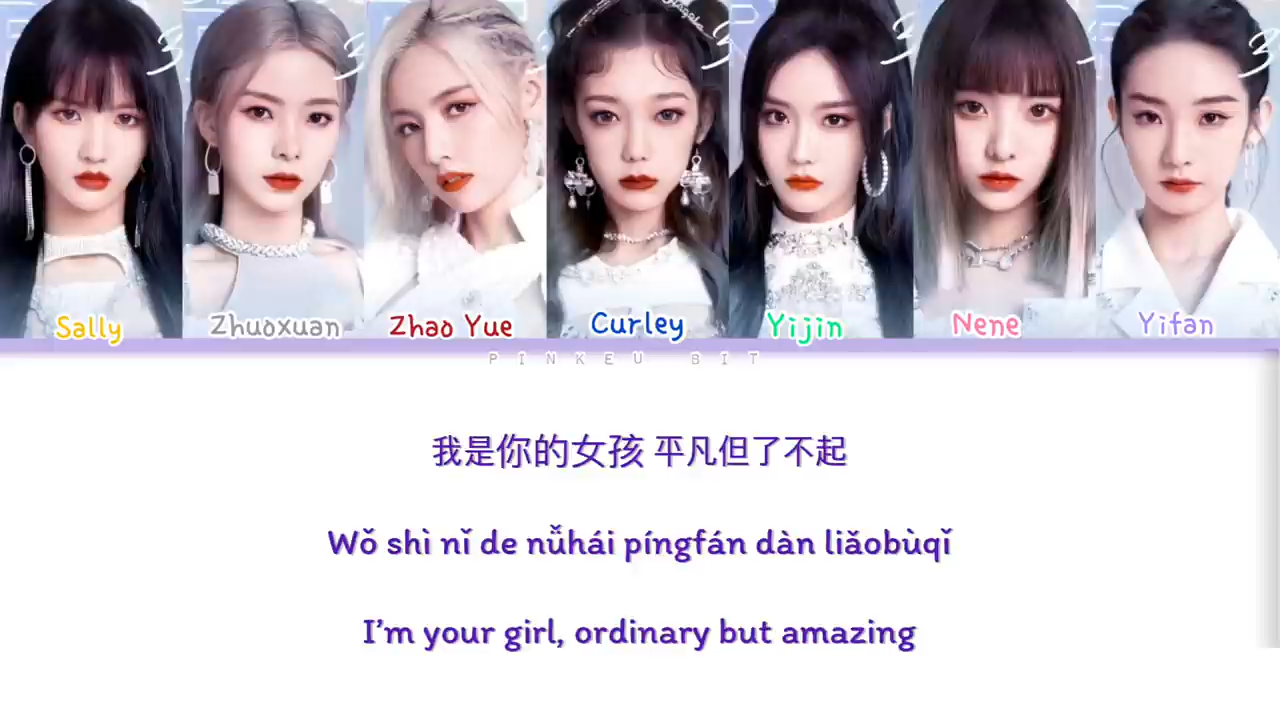 Sally Zhuoxuan Zhao Yue Curley Yijin Nene Yifan
PINKEU BIT
我是你的女孩 平凡但了不起
Wǒ shì nǐ de nǚhái píngfán dàn liǎobùqǐ
I'm your girl, ordinary but amazing